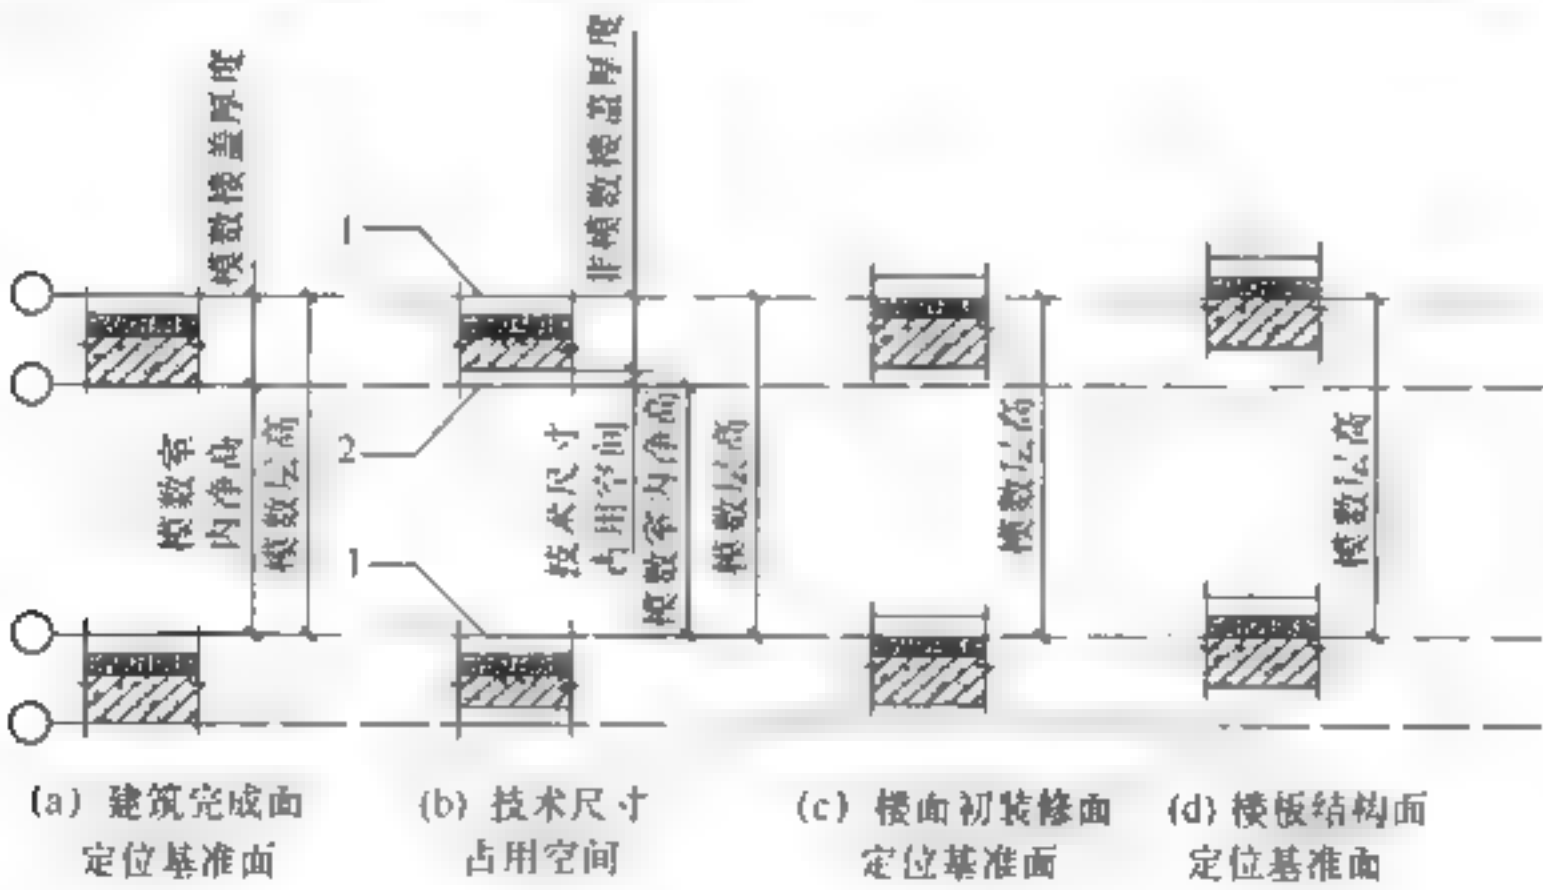 模数楼盖厚度
非模数楼盖厚度
1
2
1
模数室
内净高
模数层高
技术尺寸
占用空间
模数室内净高
模数层高
模数层高
模数层高
(a) 建筑完成面
定位基准面
(b) 技术尺寸
占用空间
(c) 楼面初装修面
定位基准面
(d) 楼板结构面
定位基准面